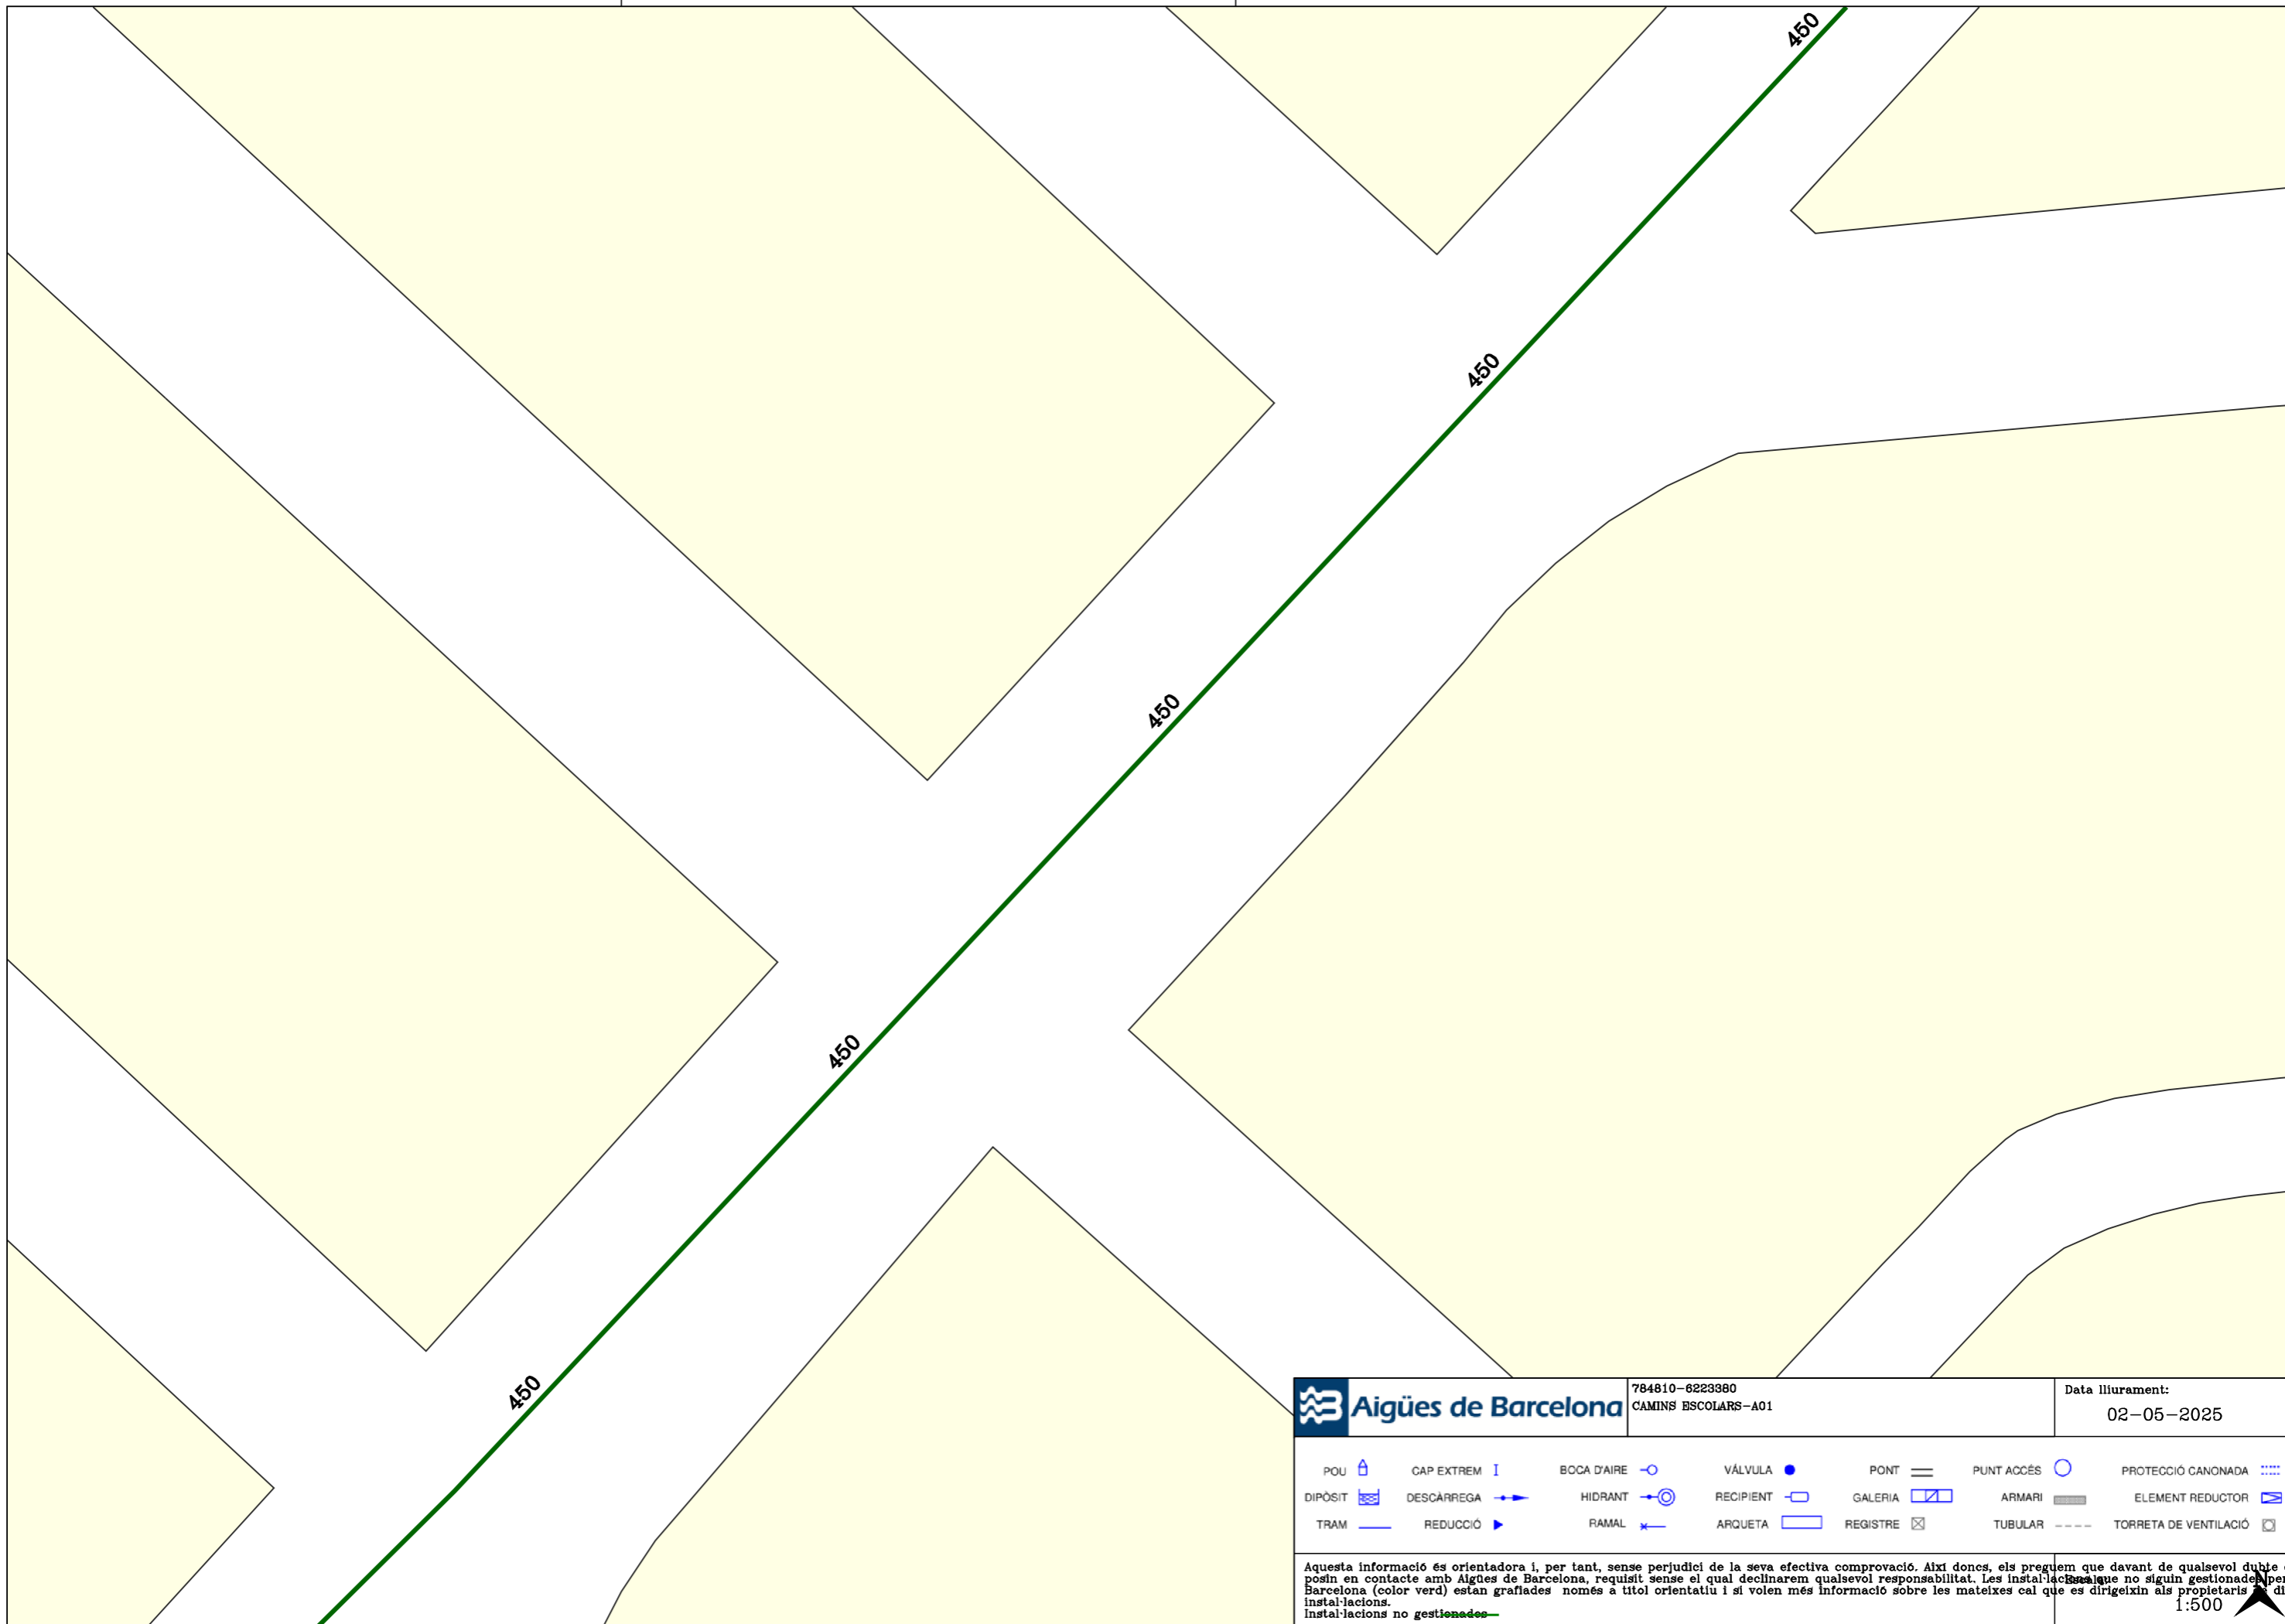 450
450
450
450
450
Aigües de Barcelona
784810-6223380
CAMINS ESCOLARS-A01
Data lliurament:
02-05-2025
POU CAP EXTREM BOCA D'AIRE VÁLVULA PONT PUNT ACCÉS PROTECCIÓ CANONADA
DIPÒSIT DESCÀRREGA HIDRANT RECIPIENT GALERIA ARMARI ELEMENT REDUCTOR
TRAM REDUCCIÓ RAMAL ARQUETA REGISTRE TUBULAR TORRETA DE VENTILACIÓ
Aquesta informació és orientadora i, per tant, sense perjudici de la seva efectiva comprovació. Així doncs, els preguem que davant de qualsevol dubte
posin en contacte amb Aigües de Barcelona, requisit sense el qual declinarem qualsevol responsabilitat. Les instal·lacions que no siguin gestionades per
Barcelona (color verd) estan grafiades només a títol orientatiu i si volen més informació sobre les mateixes cal que es dirigeixin als propietaris
instal·lacions.
Instal·lacions no gestionades
Escala:
1:500
N